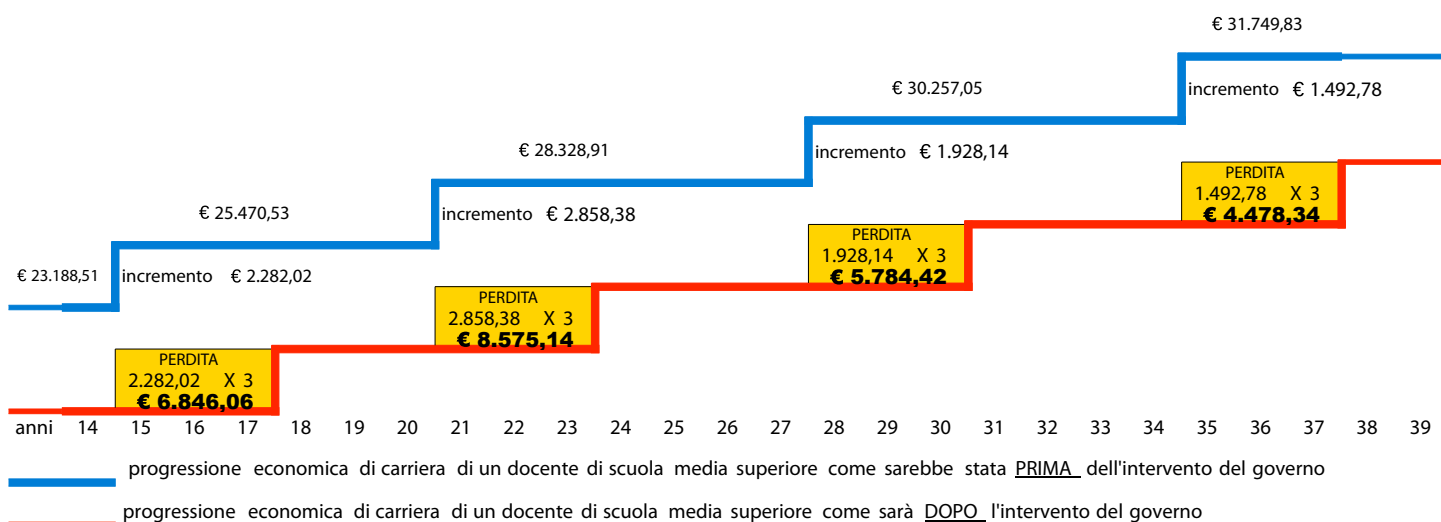 € 31.749,83
incremento € 1.492,78
€ 30.257,05
incremento € 1.928,14
€ 28.328,91
incremento € 2.858,38
€ 25.470,53
€ 23.188,51
incremento € 2.282,02
PERDITA
1.492,78 X 3
€ 4.478,34
PERDITA
1.928,14 X 3
€ 5.784,42
PERDITA
2.858,38 X 3
€ 8.575,14
PERDITA
2.282,02 X 3
€ 6.846,06
anni 14 15 16 17 18 19 20 21 22 23 24 25 26 27 28 29 30 31 32 33 34 35 36 37 38 39
progressione economica di carriera di un docente di scuola media superiore come sarebbe stata PRIMA dell'intervento del governo
progressione economica di carriera di un docente di scuola media superiore come sarà DOPO l'intervento del governo